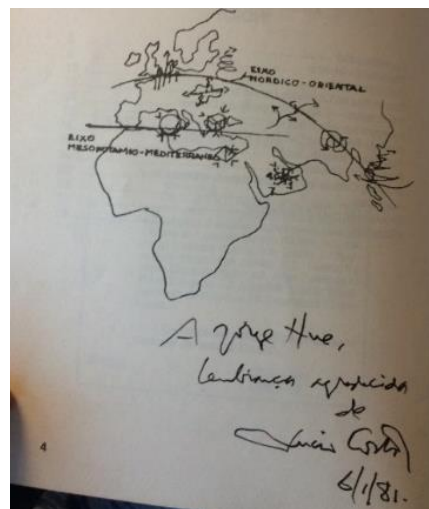 EIXO
NORDICO-ORIENTAL
EIXO
MESOPOTAMIO-MEDITERRANEO
A Jorge Hue,
lembrança agradecida
de
Lucio Costa
6/1/81.
4